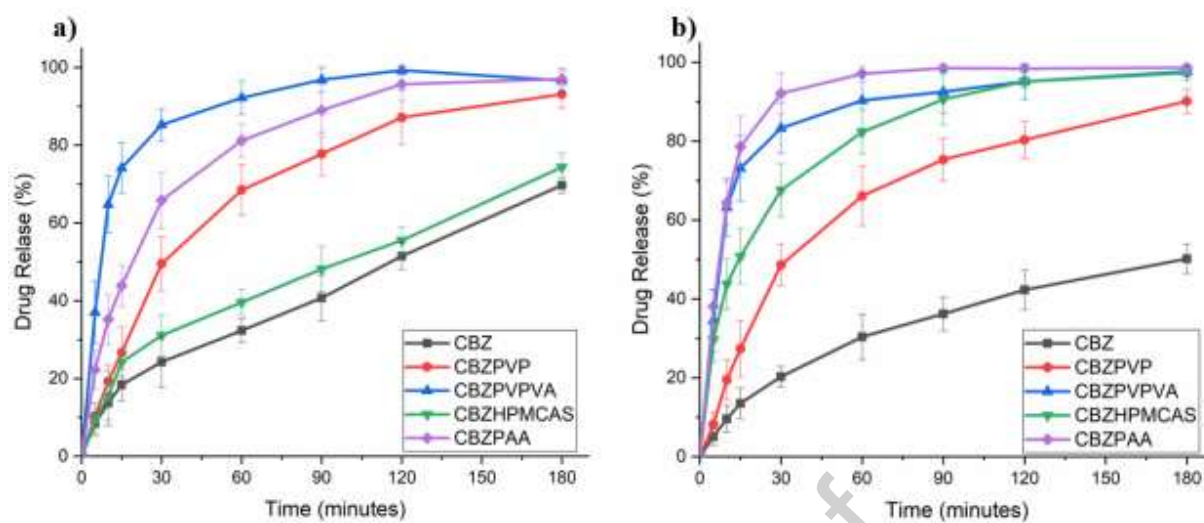 a)
Drug Relase (%)
100
80
60
40
20
0
0 30 60 90 120 150 180
Time (minutes)
CBZ
CBZPVP
CBZPVPVA
CBZHPMCAS
CBZPAA
b)
Drug Release (%)
100
80
60
40
20
0
0 30 60 90 120 150 180
Time (minutes)
CBZ
CBZPVP
CBZPVPVA
CBZHPMCAS
CBZPAA
f